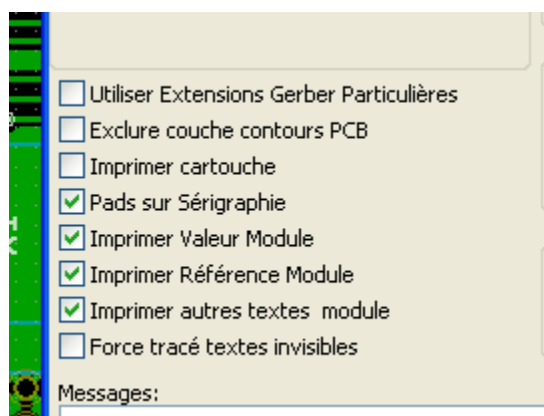 Utiliser Extensions Gerber Particulières
Exclure couche contours PCB
Imprimer cartouche
Pads sur Sérigraphie
Imprimer Valeur Module
Imprimer Référence Module
Imprimer autres textes  module
Force tracé textes invisibles
Messages: